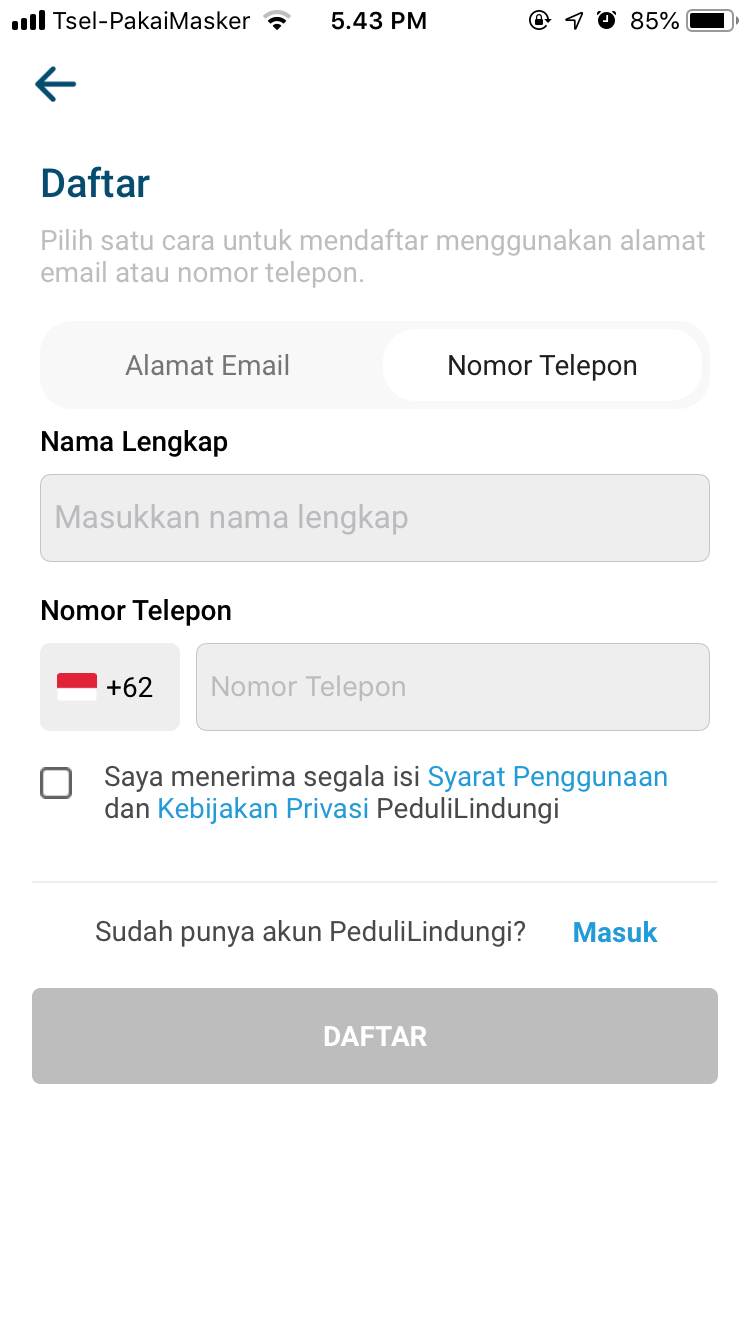 Tsel-PakaiMasker 5.43 PM 85%
Daftar
Pilih satu cara untuk mendaftar menggunakan alamat
email atau nomor telepon.
Alamat Email Nomor Telepon
Nama Lengkap
Masukkan nama lengkap
Nomor Telepon
+62 Nomor Telepon
Saya menerima segala isi Syarat Penggunaan
dan Kebijakan Privasi PeduliLindungi
Sudah punya akun PeduliLindungi? Masuk
DAFTAR